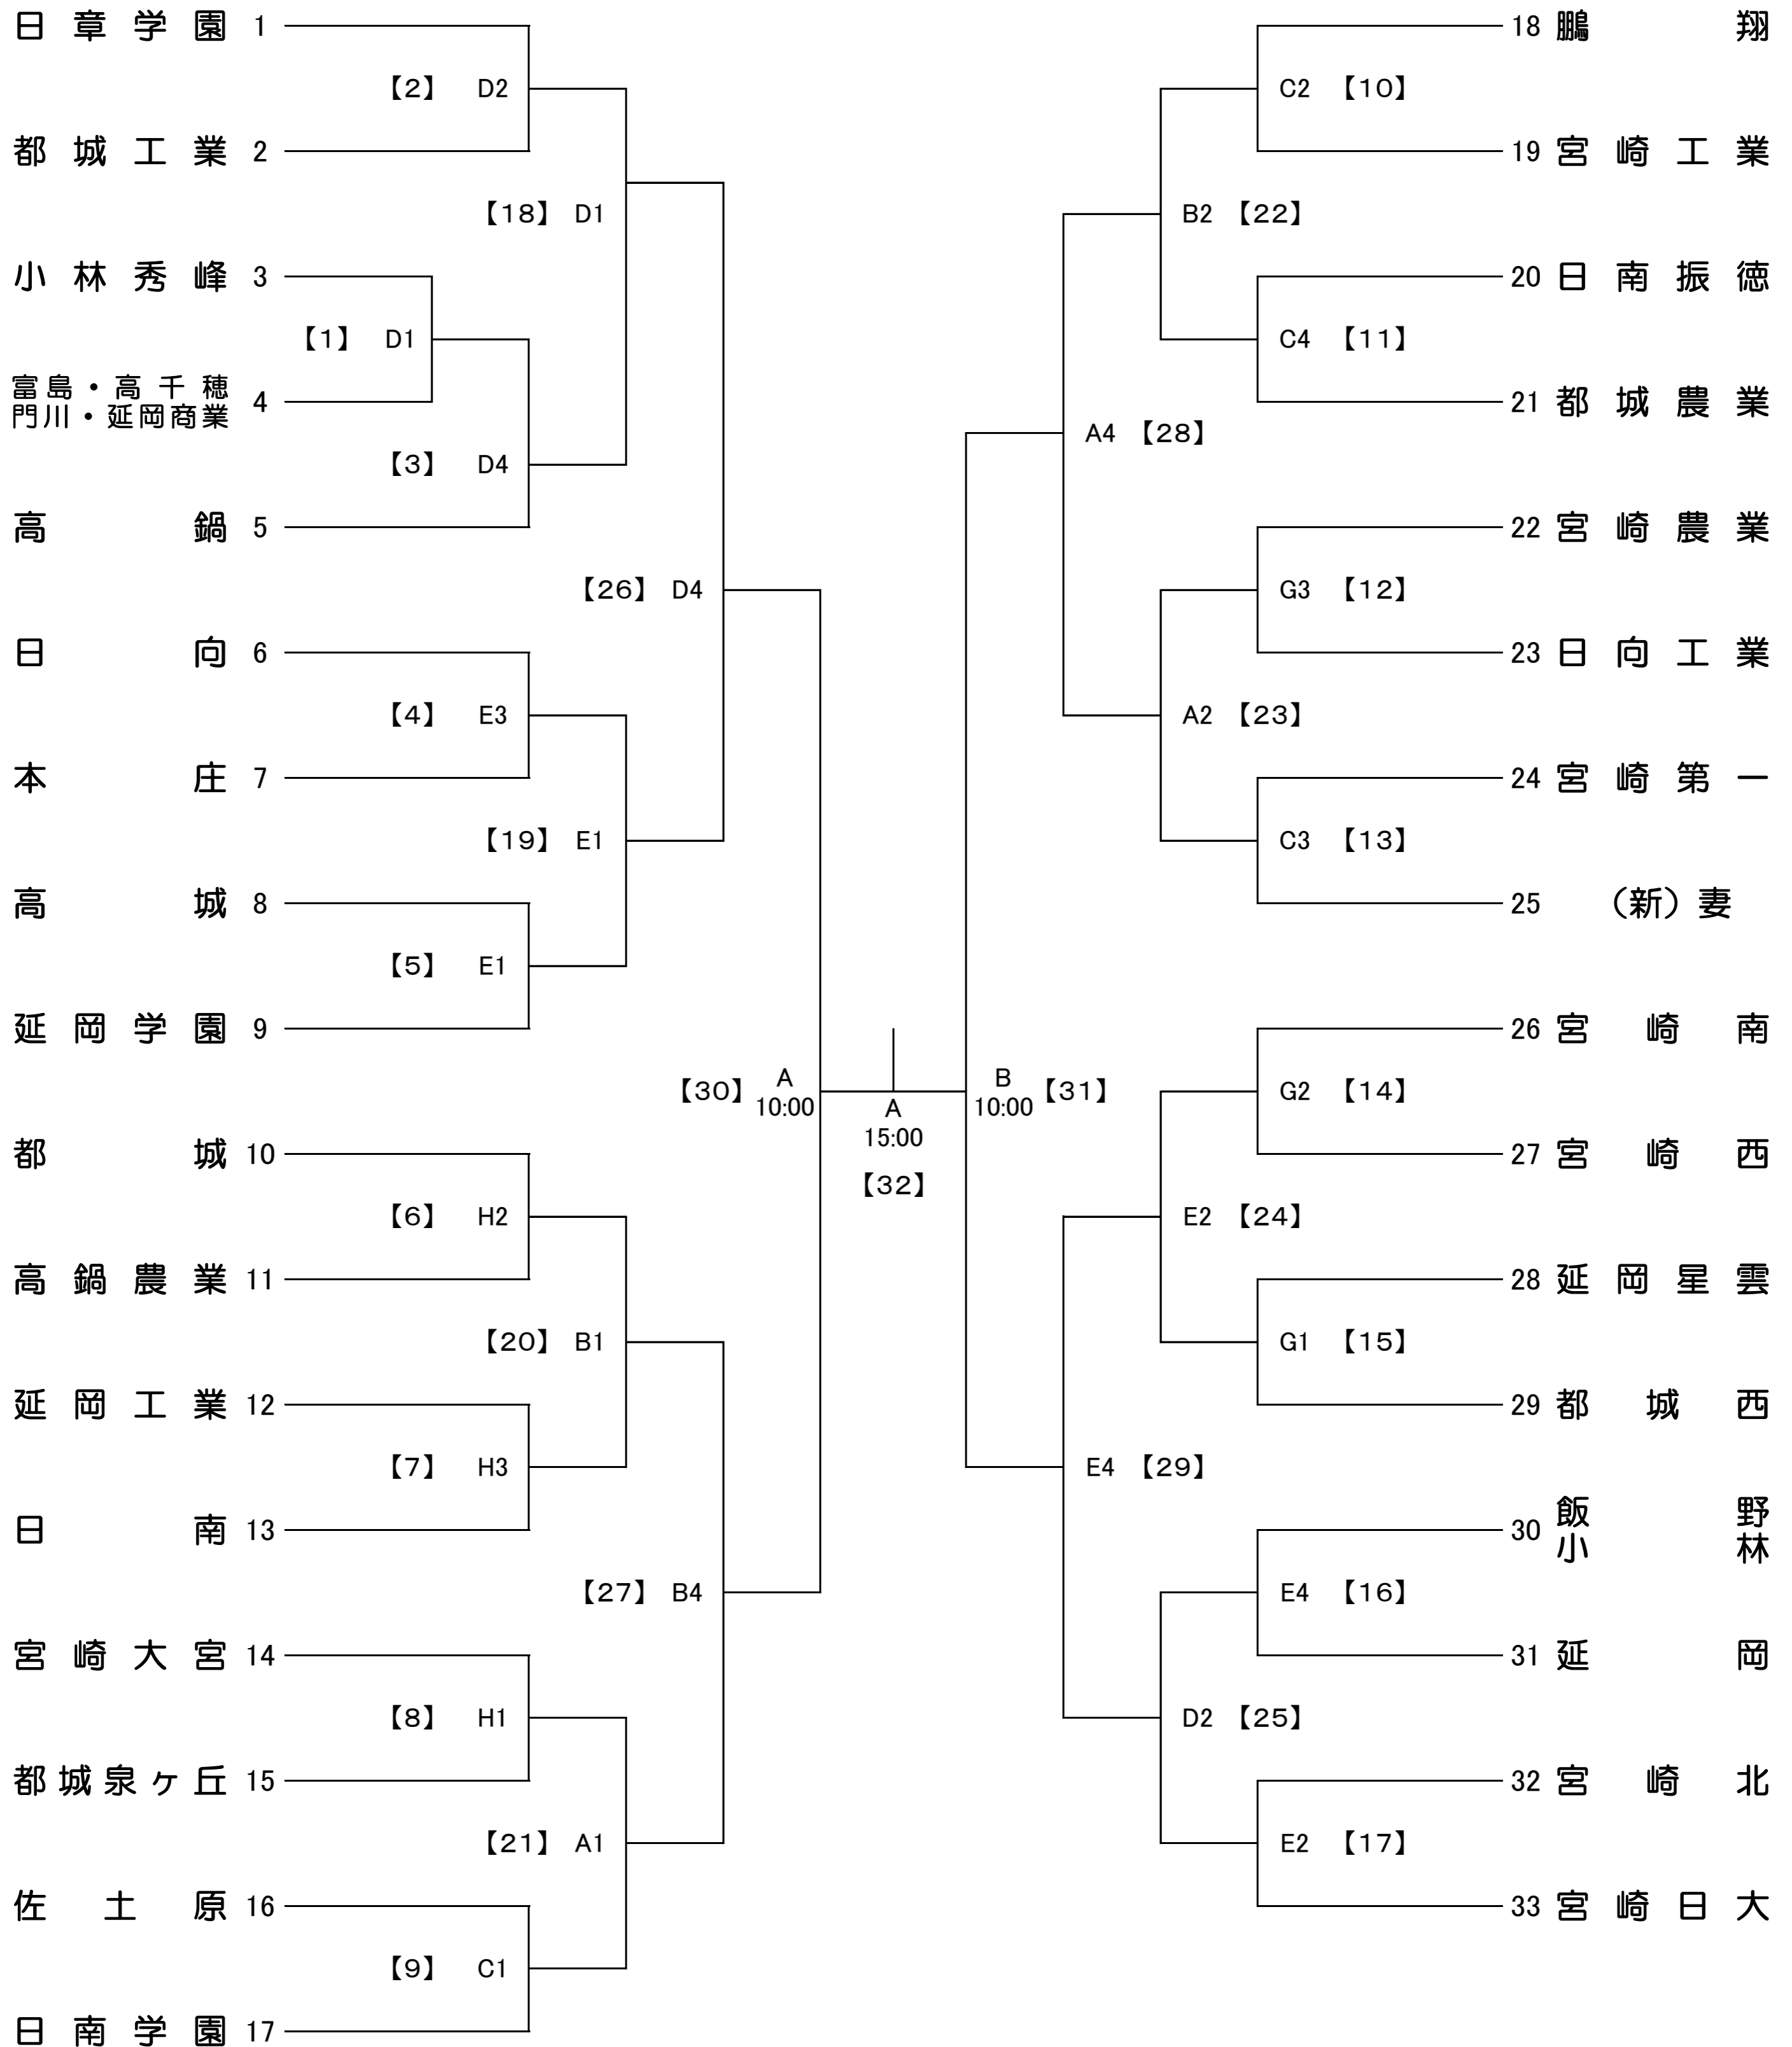 日章学園 1
【2】 D2
都城工業 2
【18】 D1
小林秀峰 3
【1】 D1
富島・高千穂
門川・延岡商業 4
【3】 D4
高鍋 5
【26】 D4
日向 6
【4】 E3
本庄 7
【19】 E1
高城 8
【5】 E1
延岡学園 9
【30】 A
10:00
都城 10
【6】 H2
高鍋農業 11
【20】 B1
延岡工業 12
【7】 H3
日南 13
【27】 B4
宮崎大宮 14
【8】 H1
都城泉ヶ丘 15
【21】 A1
佐土原 16
【9】 C1
日南学園 17
A
15:00
【32】
18 鵬翔
C2 【10】
19 宮崎工業
B2 【22】
20 日南振徳
C4 【11】
21 都城農業
A4 【28】
22 宮崎農業
G3 【12】
23 日向工業
A2 【23】
24 宮崎第一
C3 【13】
25 （新）妻
26 宮崎南
B
10:00 【31】
G2 【14】
27 宮崎西
E2 【24】
28 延岡星雲
G1 【15】
29 都城西
E4 【29】
30 飯野
小林
E4 【16】
31 延岡
D2 【25】
32 宮崎北
E2 【17】
33 宮崎日大